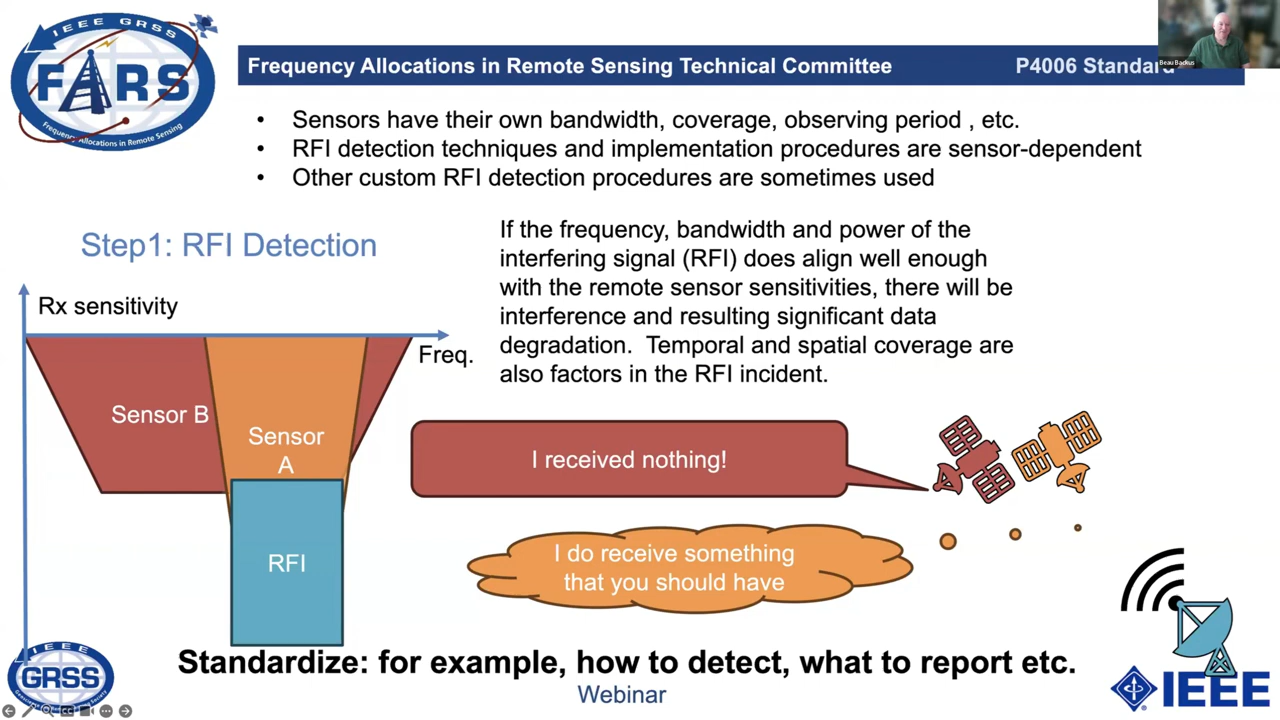 IEEE GRSS
FARS
Frequency Allocations in Remote Sensing
Frequency Allocations in Remote Sensing Technical Committee
P4006 Standard
Beau Backus
• Sensors have their own bandwidth, coverage, observing period , etc.
• RFI detection techniques and implementation procedures are sensor-dependent
• Other custom RFI detection procedures are sometimes used
Step1: RFI Detection
If the frequency, bandwidth and power of the
interfering signal (RFI) does align well enough
with the remote sensor sensitivities, there will be
interference and resulting significant data
degradation. Temporal and spatial coverage are
also factors in the RFI incident.
Rx sensitivity
Freq.
Sensor B
Sensor
A
RFI
I received nothing!
I do receive something
that you should have
Standardize: for example, how to detect, what to report etc.
Webinar
IEEE
GRSS
IEEE